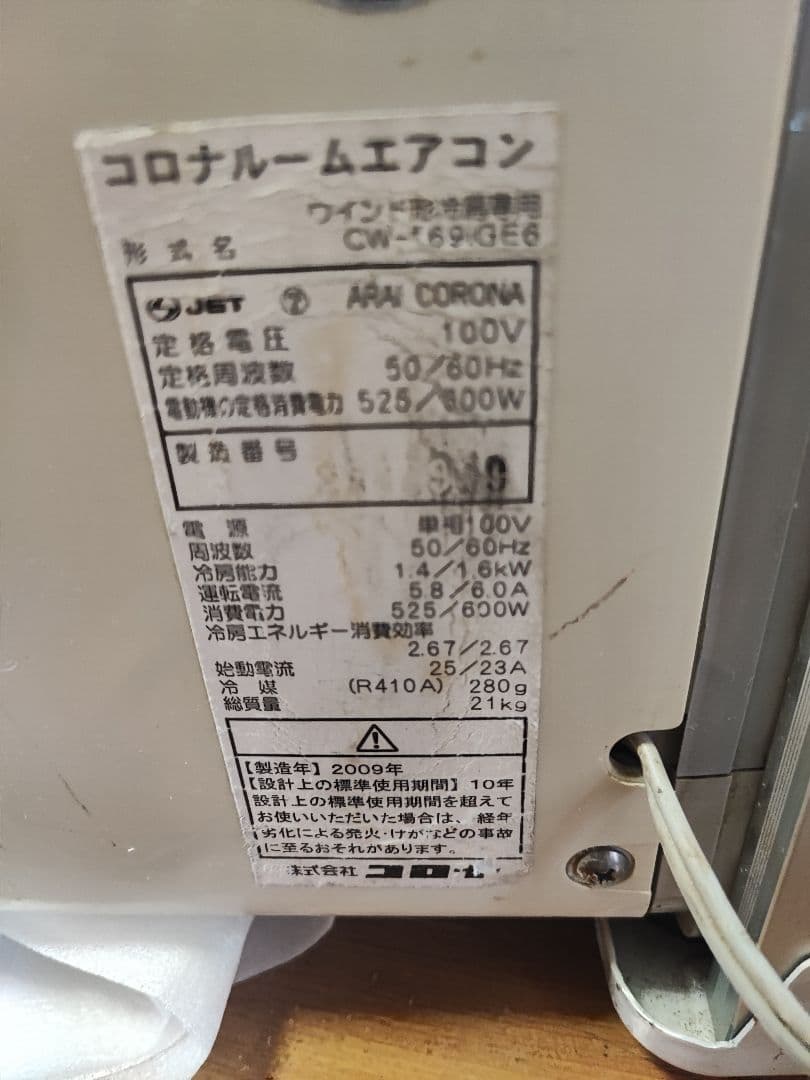 コロナルームエアコン
ウインド形冷房専用
形式名
JET ARAI CORONA
定格電圧 100V
定格周波数 50/60Hz
電動機の定格消費電力 525/600W
製造番号
電源 単相100V
周波数 50/60Hz
冷房能力 1.4/1.6kW
運転電流 5.8/6.0A
消費電力 525/600W
冷房エネルギー消費効率
2.67/2.67
始動電流 25/23A
冷媒 (R410A) 280g
総質量 21kg
【製造年】2009年
【設計上の標準使用期間】10年
設計上の標準使用期間を超えて
お使いいただいた場合は、経年
劣化による発火・けがなどの事故
に至るおそれがあります。
株式会社 コロナ